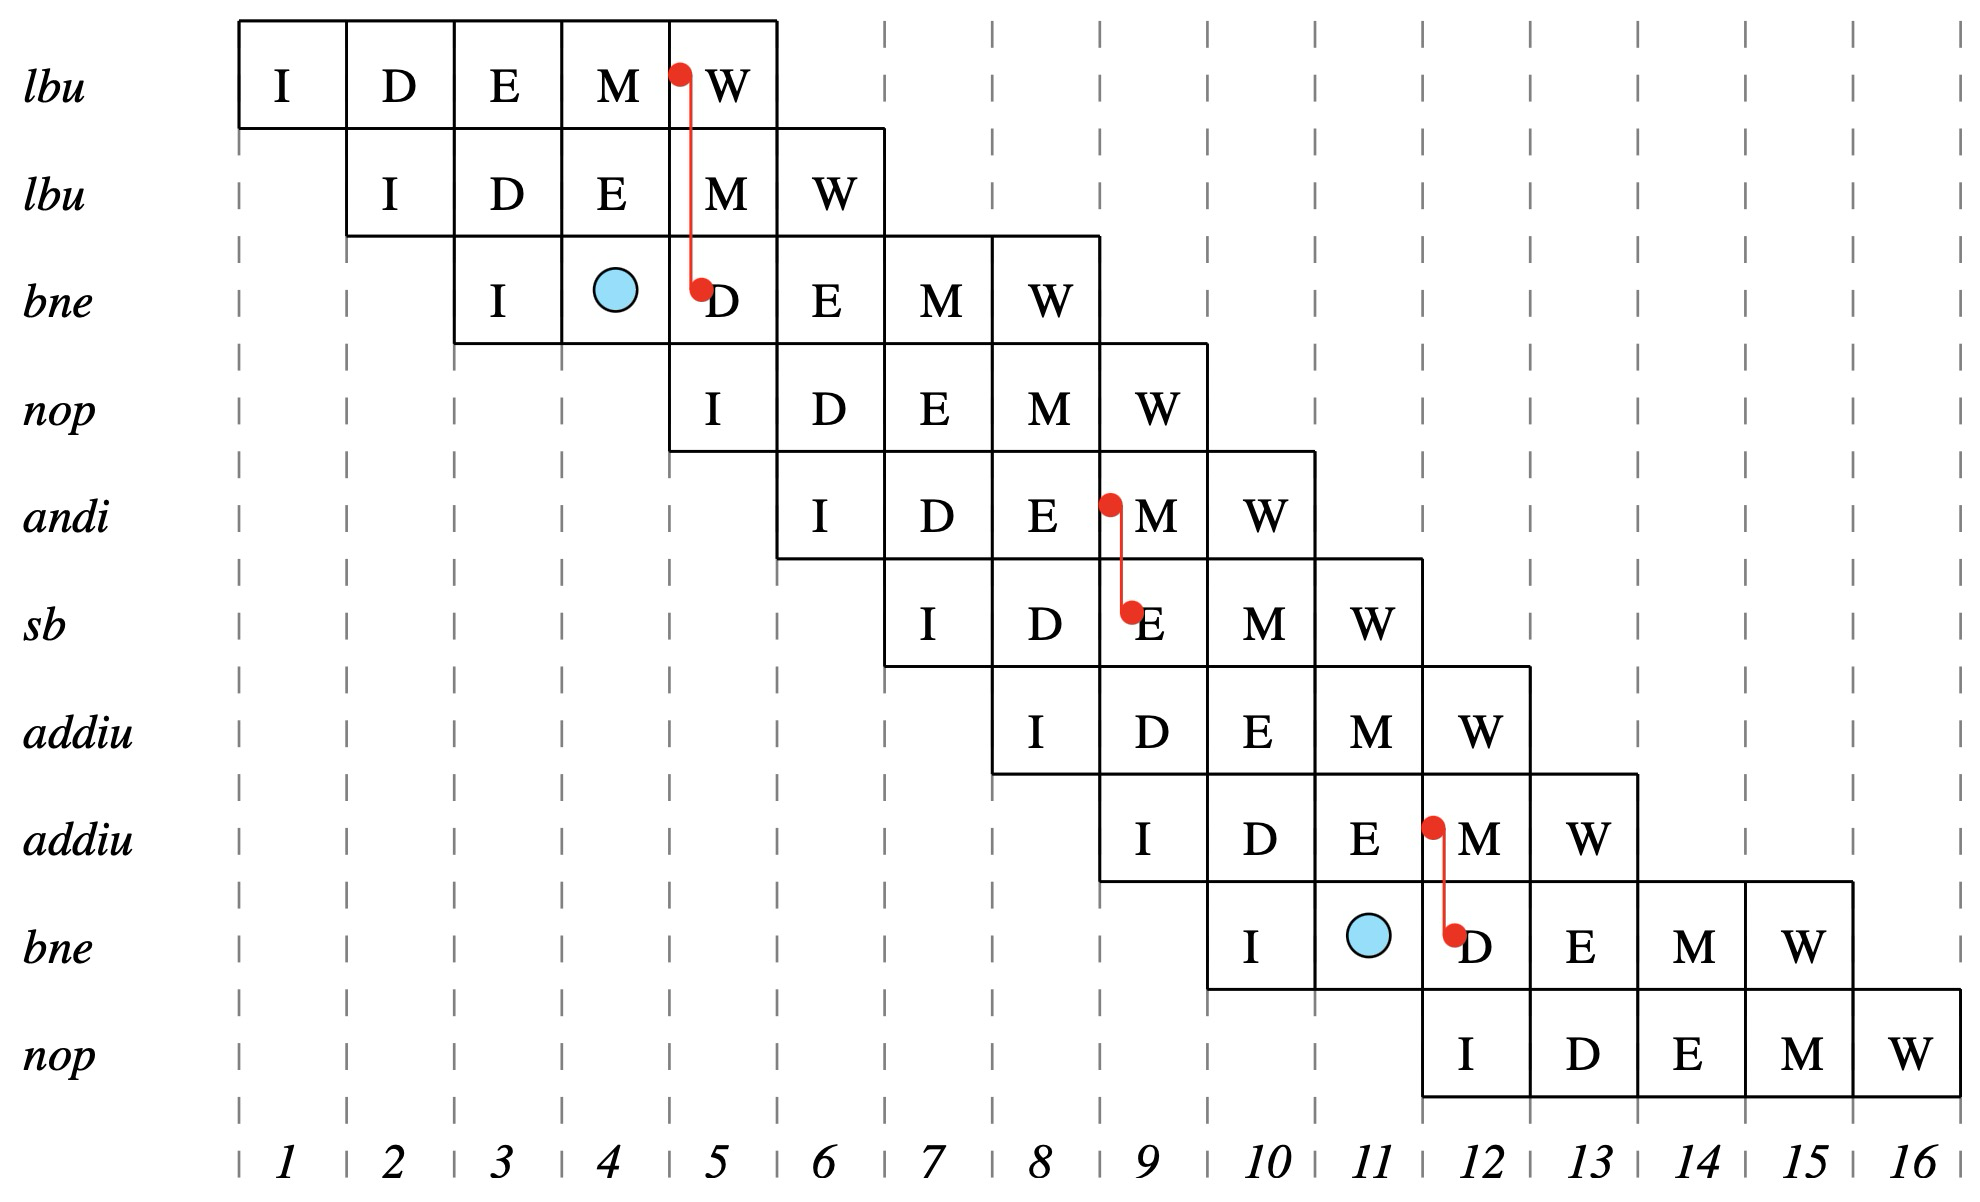 lbu I D E M W
lbu I D E M W
bne I D E M W
nop I D E M W
andi I D E M W
sb I D E M W
addiu I D E M W
addiu I D E M W
bne I D E M W
nop I D E M W
1 2 3 4 5 6 7 8 9 10 11 12 13 14 15 16